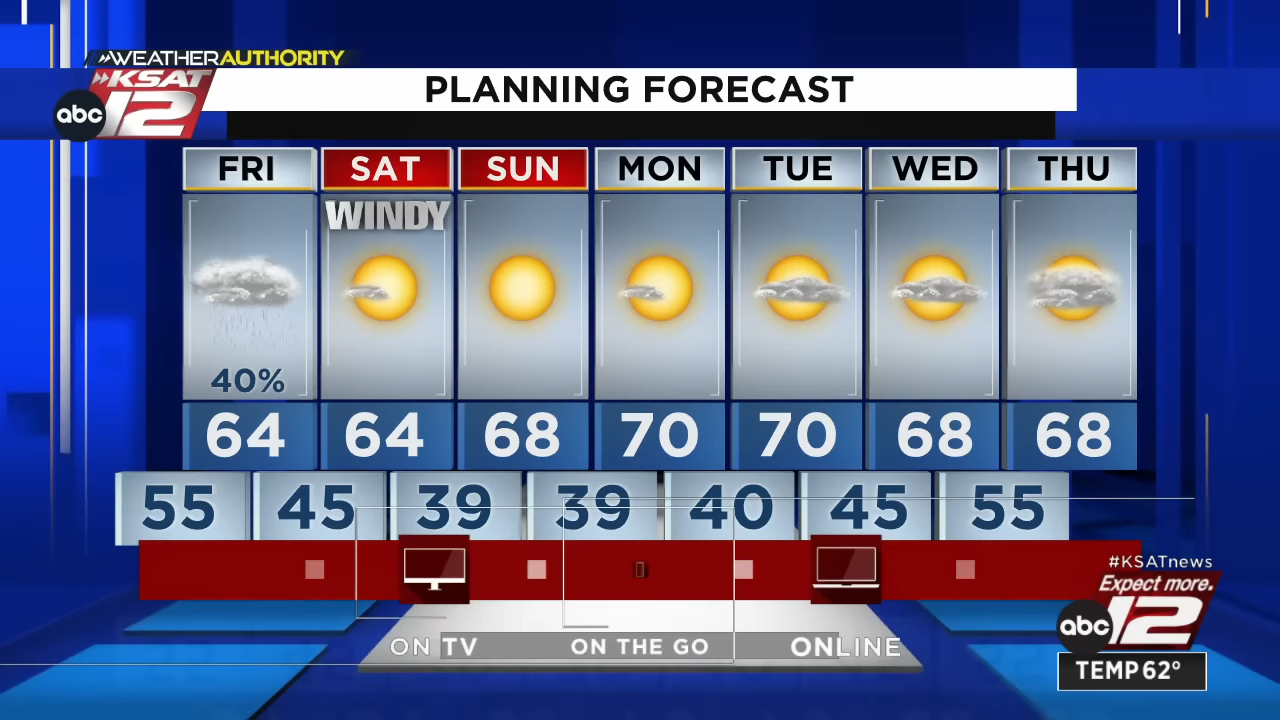 WEATHERAUTHORITY
KSAT
abc 12
PLANNING FORECAST
FRI SAT SUN MON TUE WED THU
WINDY
40%
64 64 68 70 70 68 68
55 45 39 39 40 45 55
#KSATnews
Expect more.
abc 12
ON TV ON THE GO ONLINE
TEMP 62°